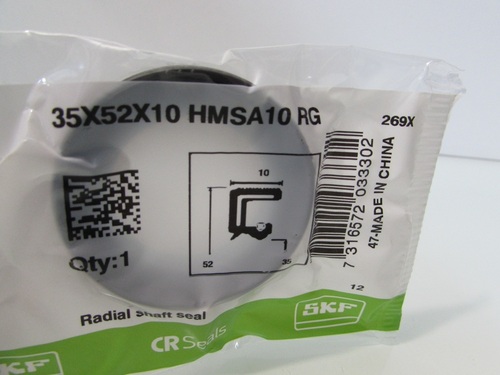 35X52X10 HMSA10 RG
269X
10
52
35
Qty:1
7 316572 033302
47-MADE IN CHINA
12
Radial shaft seal
CR Seals
SKF
SKF